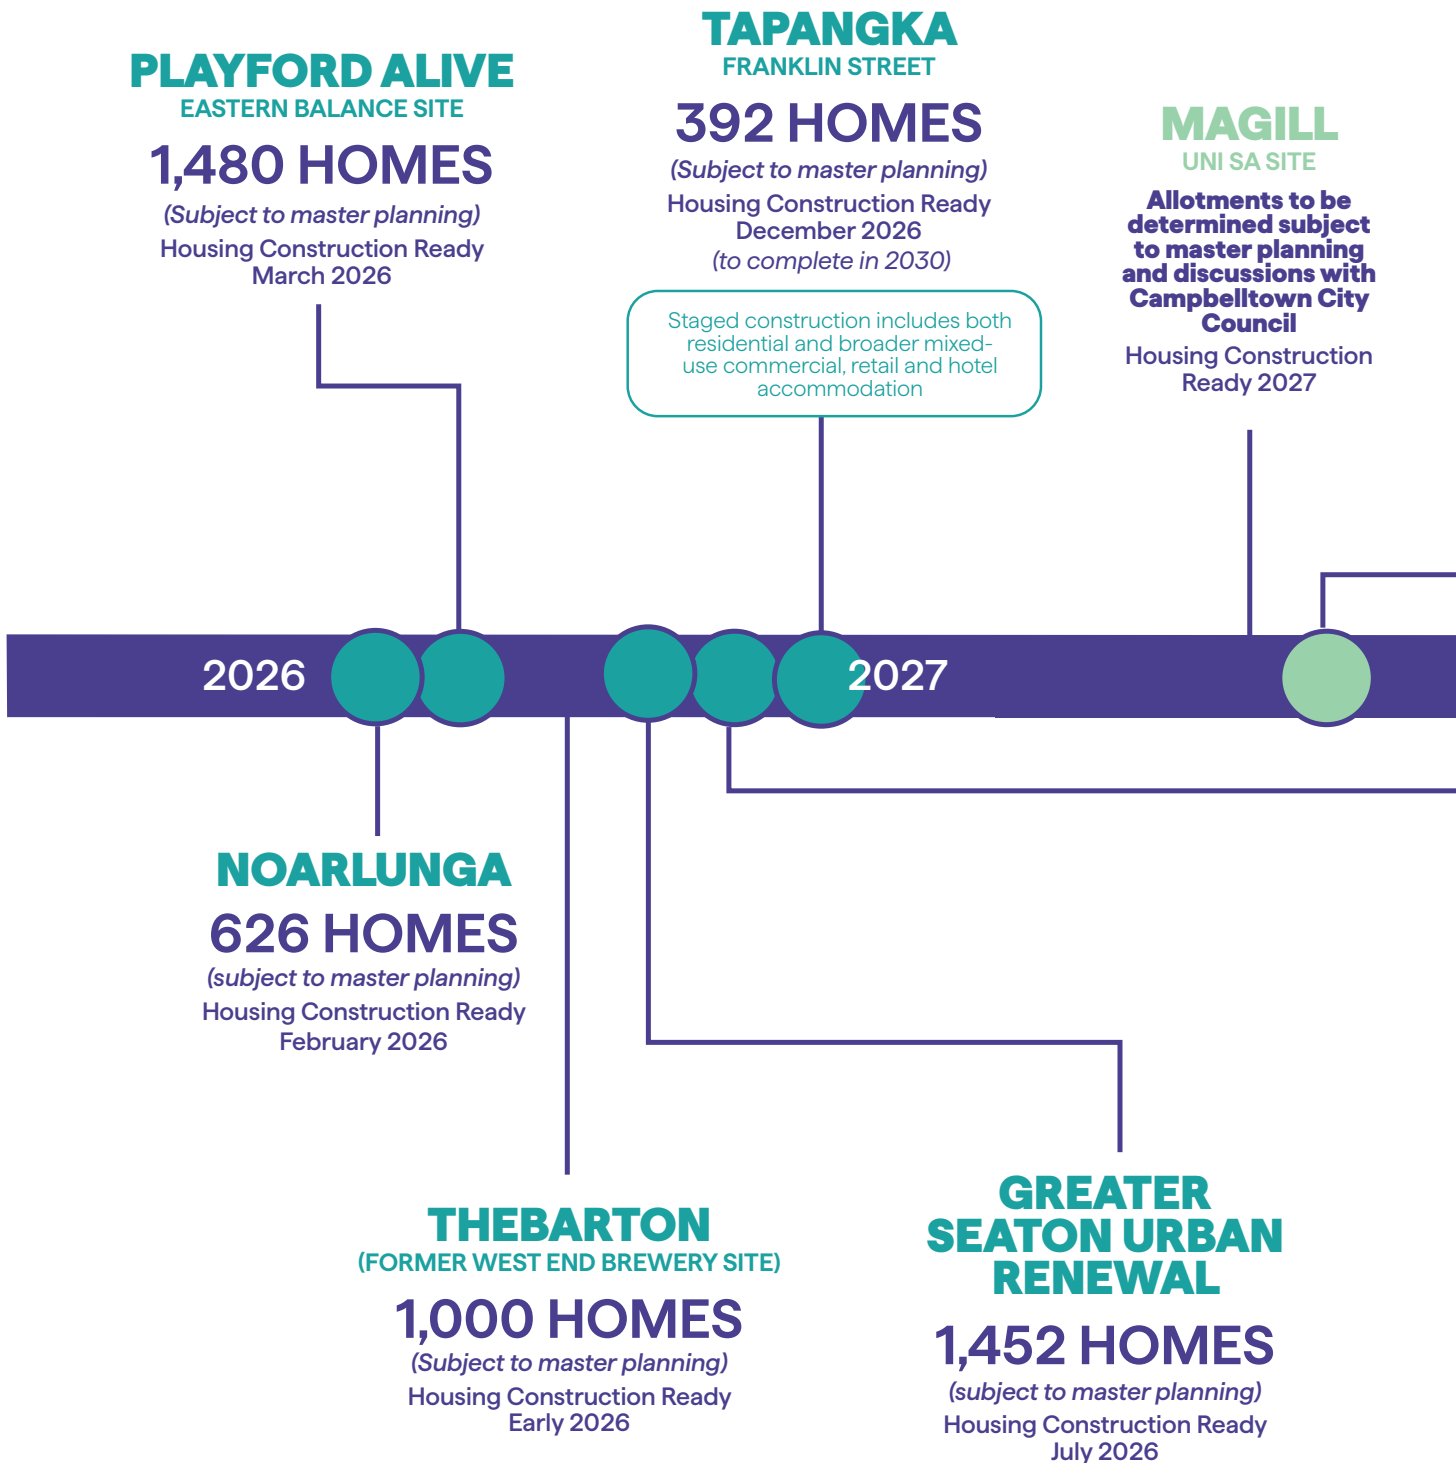 PLAYFORD ALIVE
EASTERN BALANCE SITE
1,480 HOMES
(Subject to master planning)
Housing Construction Ready
March 2026
TAPANGKA
FRANKLIN STREET
392 HOMES
(Subject to master planning)
Housing Construction Ready
December 2026
(to complete in 2030)
Staged construction includes both
residential and broader mixed-
use commercial, retail and hotel
accommodation
MAGILL
UNI SA SITE
Allotments to be
determined subject
to master planning
and discussions with
Campbelltown City
Council
Housing Construction
Ready 2027
2026
2027
NOARLUNGA
626 HOMES
(subject to master planning)
Housing Construction Ready
February 2026
THEBARTON
(FORMER WEST END BREWERY SITE)
1,000 HOMES
(Subject to master planning)
Housing Construction Ready
Early 2026
GREATER
SEATON URBAN
RENEWAL
1,452 HOMES
(subject to master planning)
Housing Construction Ready
July 2026